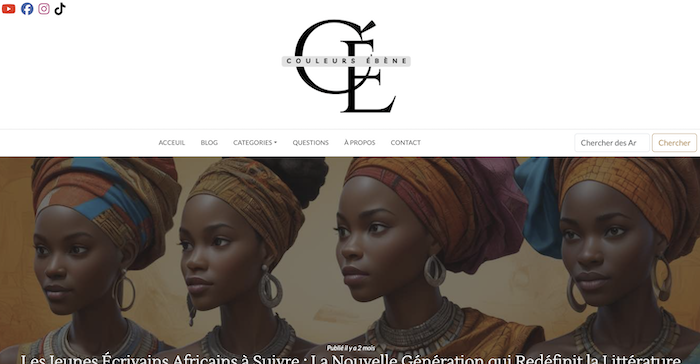 CÉ
COULEURS ÉBÈNE
E
ACCEUIL BLOG CATEGORIES QUESTIONS À PROPOS CONTACT Chercher des Ar Chercher
Publié il y a 2 mois
Les Jeunes Écrivains Africains à Suivre : La Nouvelle Génération qui Redéfinit la Littérature